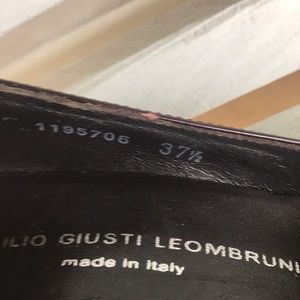 1195706 37½
ILIO GIUSTI LEOMBRUNI
made in italy